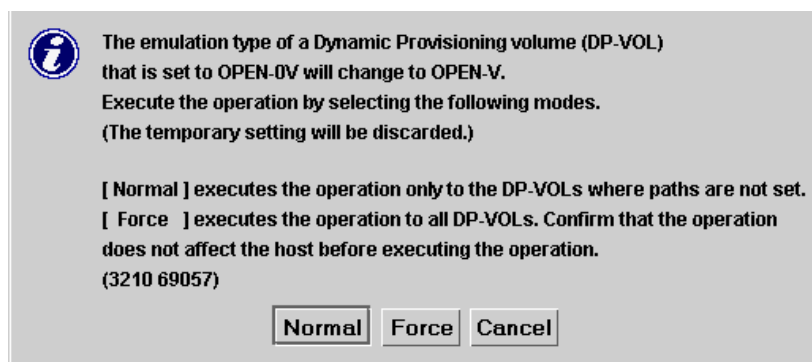 The emulation type of a Dynamic Provisioning volume (DP-VOL)
that is set to OPEN-0V will change to OPEN-V.
Execute the operation by selecting the following modes.
(The temporary setting will be discarded.)
[ Normal ] executes the operation only to the DP-VOLs where paths are not set.
[ Force ] executes the operation to all DP-VOLs. Confirm that the operation
does not affect the host before executing the operation.
(3210 69057)
Normal Force Cancel